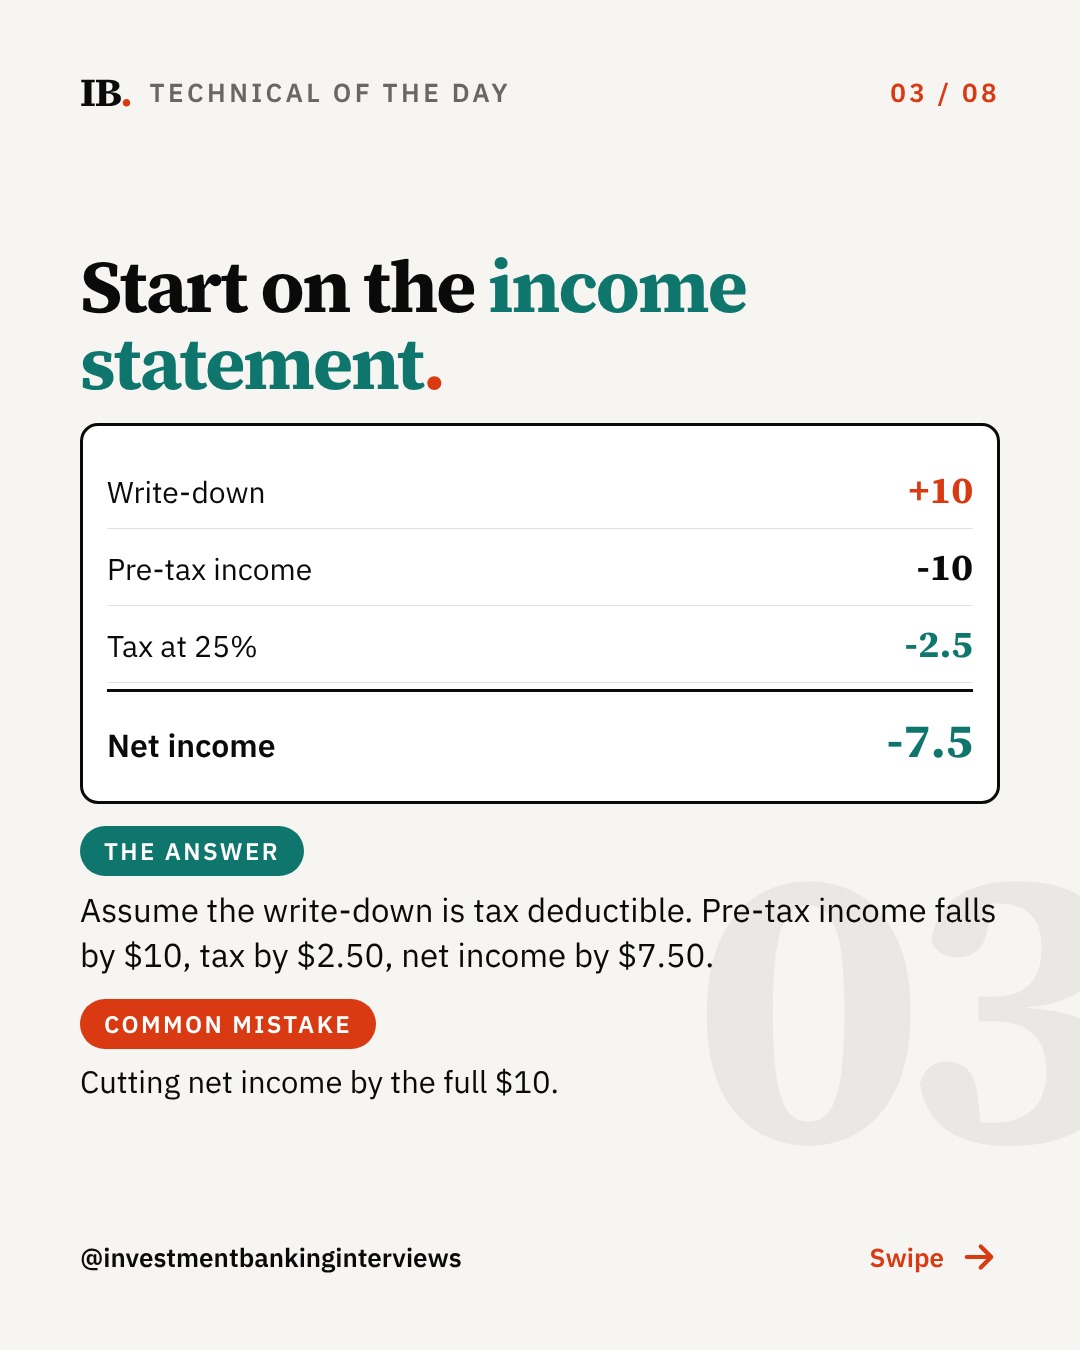 IB. TECHNICAL OF THE DAY 03 / 08
Start on the income
statement.
Write-down +10
Pre-tax income -10
Tax at 25% -2.5
Net income -7.5
THE ANSWER
Assume the write-down is tax deductible. Pre-tax income falls
by $10, tax by $2.50, net income by $7.50.
COMMON MISTAKE
Cutting net income by the full $10.
03
@investmentbankinginterviews Swipe →